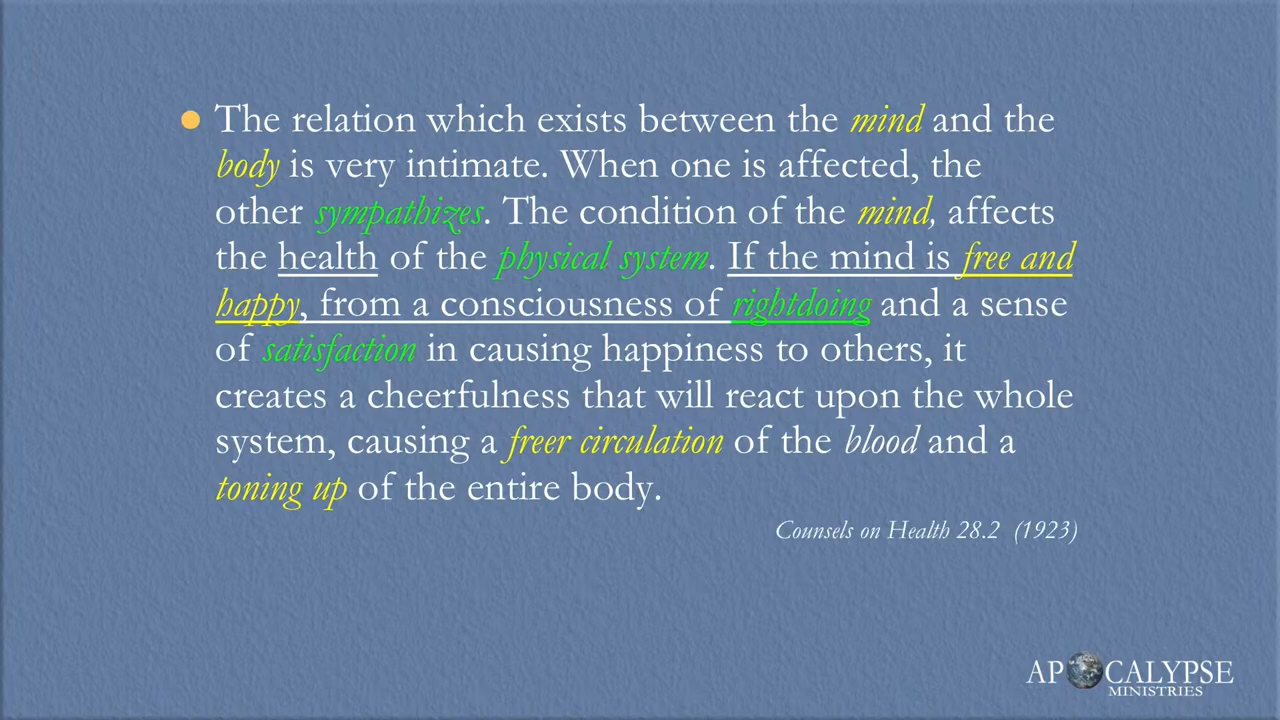 The relation which exists between the mind and the
body is very intimate. When one is affected, the
other sympathizes. The condition of the mind, affects
the health of the physical system. If the mind is free and
happy, from a consciousness of rightdoing and a sense
of satisfaction in causing happiness to others, it
creates a cheerfulness that will react upon the whole
system, causing a freer circulation of the blood and a
toning up of the entire body.
Counsels on Health 28.2 (1923)
APOCALYPSE
MINISTRIES